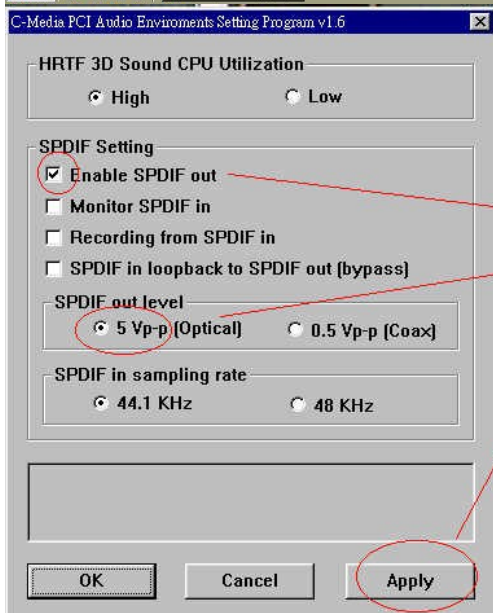 C-Media PCI Audio Enviroments Setting Program v1.6
HRTF 3D Sound CPU Utilization
High Low
SPDIF Setting
Enable SPDIF out
Monitor SPDIF in
Recording from SPDIF in
SPDIF in loopback to SPDIF out (bypass)
SPDIF out level
5 Vp-p (Optical) 0.5 Vp-p (Coax)
SPDIF in sampling rate
44.1 KHz 48 KHz
OK Cancel Apply